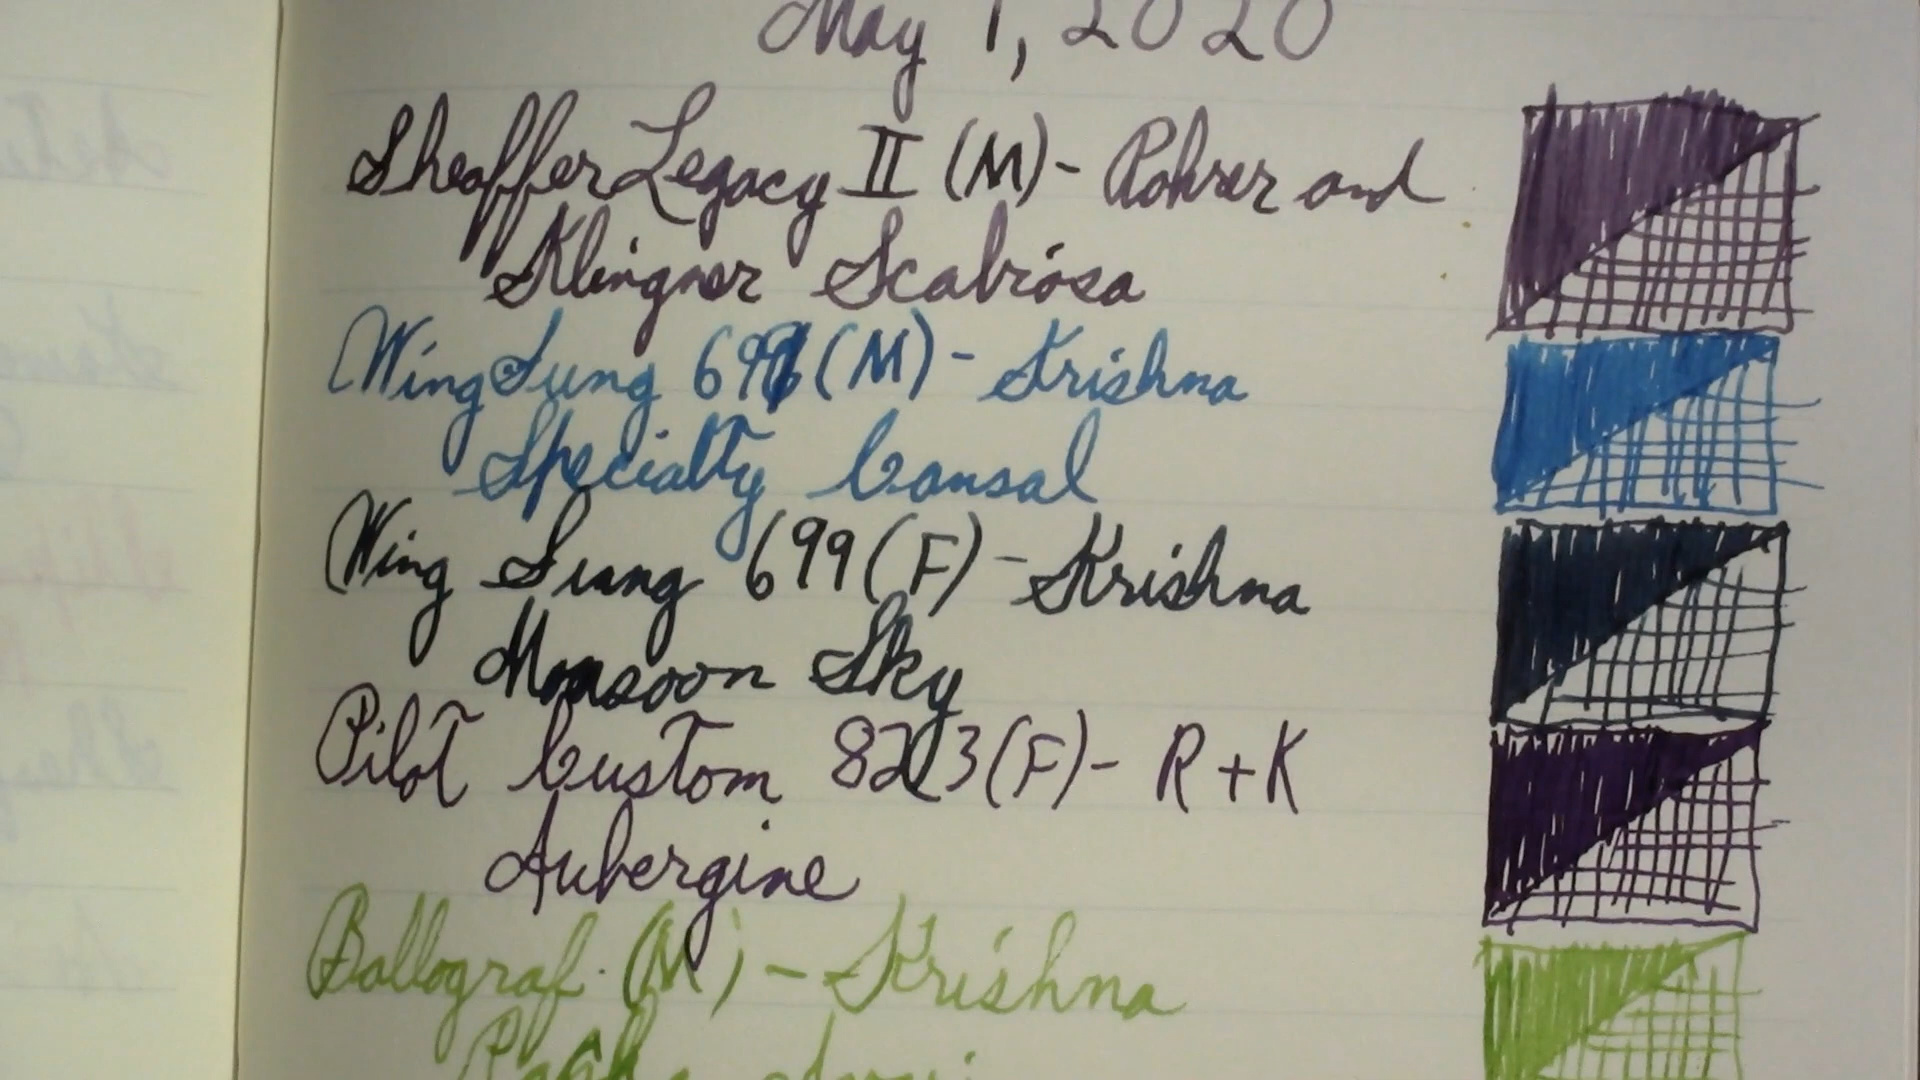 May 1, 2020
Sheaffer Legacy II (M) - Rohrer and
Klingner Scabiosa
Wing Sung 698 (M) - Krishna
Specialty Consal
Wing Sung 699 (F) - Krishna
Monsoon Sky
Pilot Custom 823 (F) - R + K
Aubergine
Ballograf (M) - Krishna